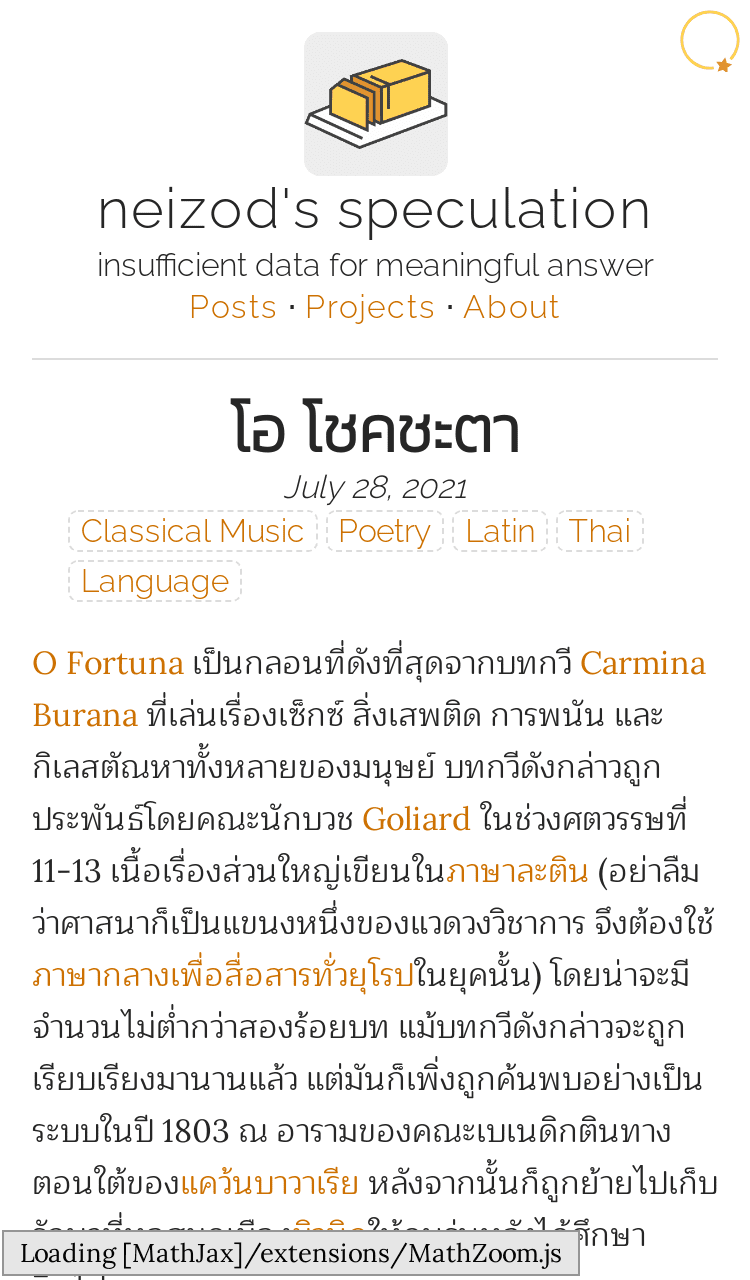 neizod's speculation
insufficient data for meaningful answer
Posts · Projects · About
โอ โชคชะตา
July 28, 2021
Classical Music Poetry Latin Thai
Language
O Fortuna เป็นกลอนที่ดังที่สุดจากบทกวี Carmina
Burana ที่เล่นเรื่องเซ็กซ์ สิ่งเสพติด การพนัน และ
กิเลสตัณหาทั้งหลายของมนุษย์ บทกวีดังกล่าวถูก
ประพันธ์โดยคณะนักบวช Goliard ในช่วงศตวรรษที่
11-13 เนื้อเรื่องส่วนใหญ่เขียนในภาษาละติน (อย่าลืม
ว่าศาสนาก็เป็นแขนงหนึ่งของแวดวงวิชาการ จึงต้องใช้
ภาษากลางเพื่อสื่อสารทั่วยุโรปในยุคนั้น) โดยน่าจะมี
จำนวนไม่ต่ำกว่าสองร้อยบท แม้บทกวีดังกล่าวจะถูก
เรียบเรียงมานานแล้ว แต่มันก็เพิ่งถูกค้นพบอย่างเป็น
ระบบในปี 1803 ณ อารามของคณะเบเนดิกตินทาง
ตอนใต้ของแคว้นบาวาเรีย หลังจากนั้นก็ถูกย้ายไปเก็บ
ศึกษา
Loading [MathJax]/extensions/MathZoom.js